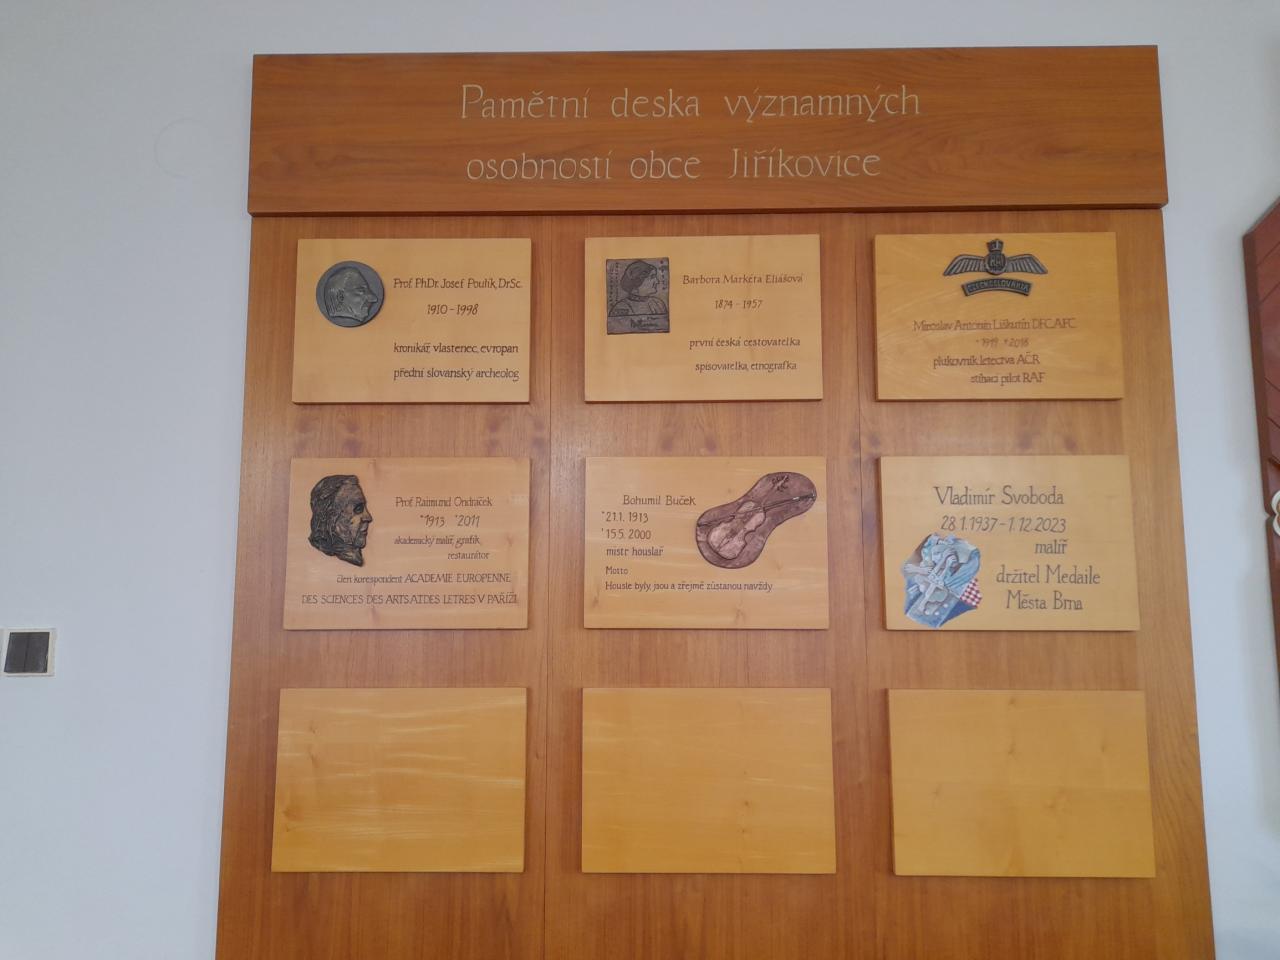 Pamětní deska významných
osobností obce Jiříkovice
Prof. PhDr. Josef Poulík, DrSc.
1910 - 1998
kronikář, vlastenec, evropan
přední slovanský archeolog
Barbora Markéta Eliášová
1874 - 1957
první česká cestovatelka
spisovatelka, etnografka
CZECHOSLOVAKIA
Miroslav Antonín Liškutín DFC, AFC
* 1919 + 2018
plukovník letectva AČR
stíhací pilot RAF
Prof. Raimund Ondráček
*1913 +2011
akademický malíř, grafik,
restaurátor
člen korespondent ACADEMIE EUROPENNE
DES SCIENCES DES ARTS ATDES LETRES V PAŘÍŽI
Bohumil Buček
*21.1. 1913
+15.5. 2000
mistr houslař
Motto
Housle byly, jsou a zřejmě zůstanou navždy
Vladimír Svoboda
28.1.1937 - 1.12.2023
malíř
držitel Medaile
Města Brna